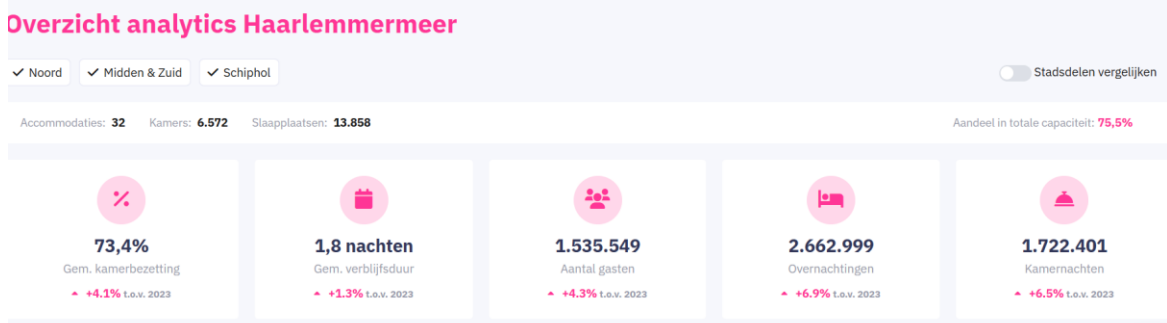 Overzicht analytics Haarlemmermeer
Noord Midden & Zuid Schiphol Stadsdelen vergelijken
Accommodaties: 32 Kamers: 6.572 Slaapplaatsen: 13.858 Aandeel in totale capaciteit: 75,5%
73,4%
Gem. kamerbezetting
+4.1% t.o.v. 2023
1,8 nachten
Gem. verblijfsduur
+1.3% t.o.v. 2023
1.535.549
Aantal gasten
+4.3% t.o.v. 2023
2.662.999
Overnachtingen
+6.9% t.o.v. 2023
1.722.401
Kamernachten
+6.5% t.o.v. 2023